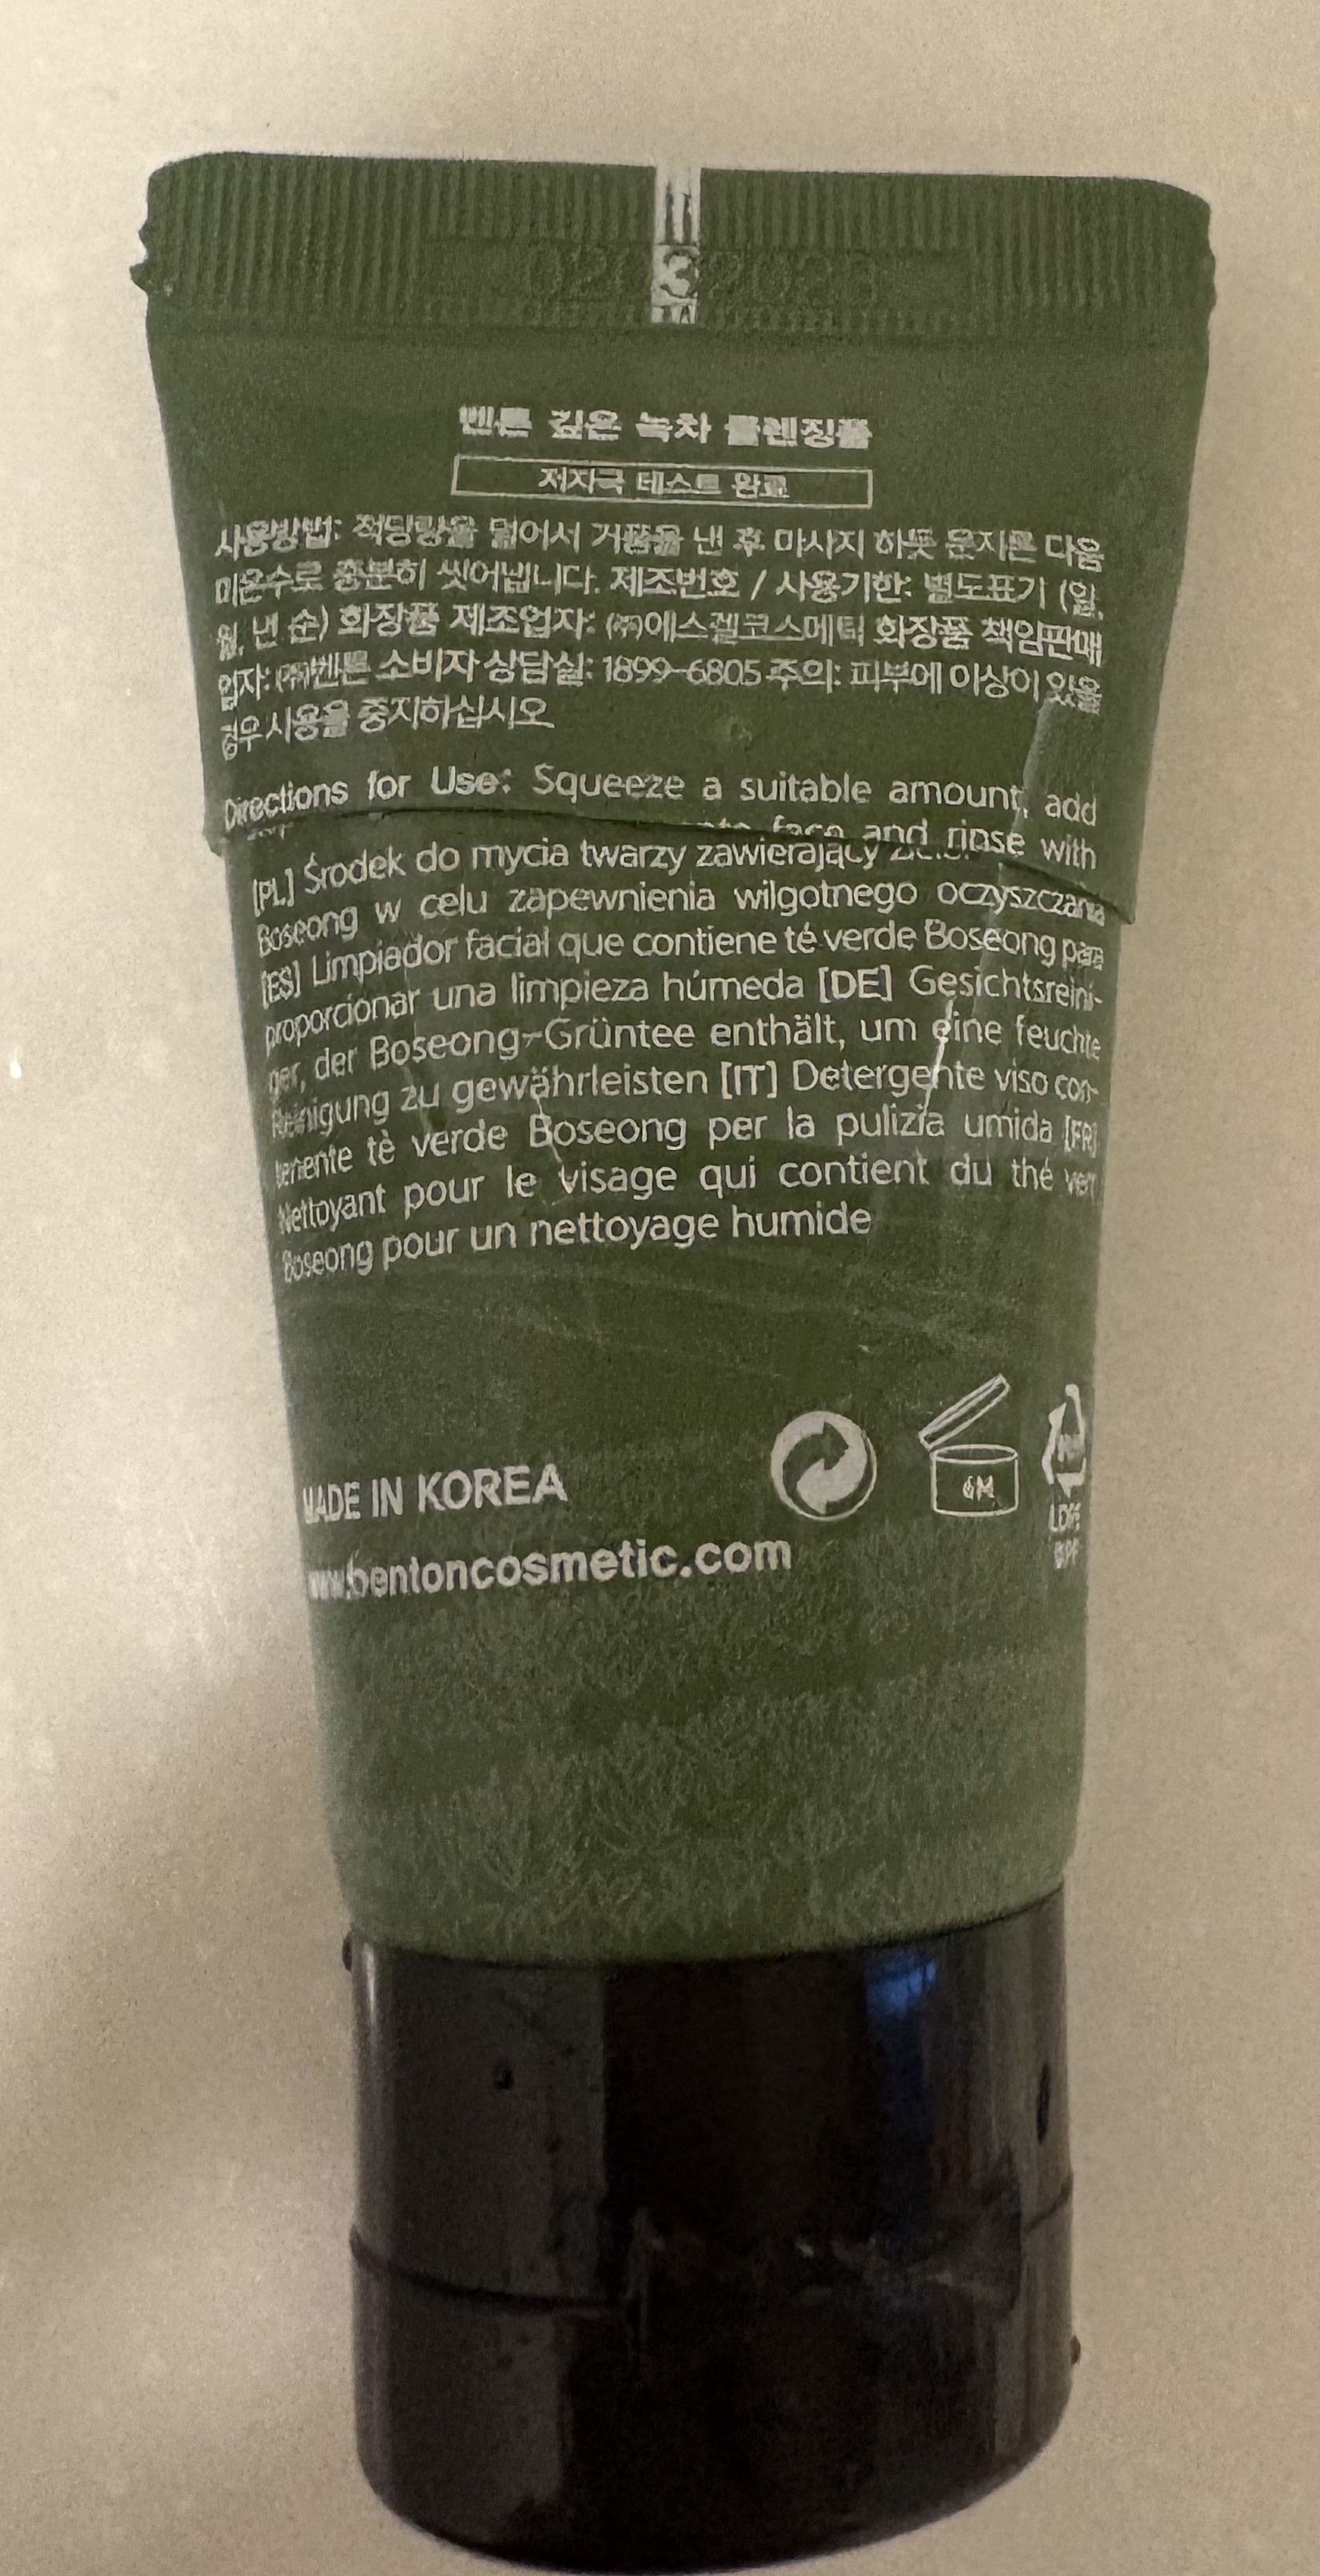 벤튼 깊은 녹차 클렌징폼
저자극 테스트 완료
사용방법: 적당량을 덜어서 거품을 낸 후 마사지 하듯 문지른 다음
미온수로 충분히 씻어냅니다. 제조번호 / 사용기한: 별도표기 (일,
월, 년 순) 화장품 제조업자: ㈜에스겔코스메틱 화장품 책임판매
업자: ㈜벤튼 소비자 상담실: 1899-6805 주의: 피부에 이상이 있을
경우 사용을 중지하십시오
Directions for Use: Squeeze a suitable amount, add
face and rinse with
[PL] Środek do mycia twarzy zawierający
Boseong w celu zapewnienia wilgotnego oczyszczania
[ES] Limpiador facial que contiene té verde Boseong para
proporcionar una limpieza húmeda [DE] Gesichtsreini-
ger, der Boseong-Grüntee enthält, um eine feuchte
Reinigung zu gewährleisten [IT] Detergente viso con-
tenente tè verde Boseong per la pulizia umida [FR]
Nettoyant pour le visage qui contient du thé vert
Boseong pour un nettoyage humide
6M
MADE IN KOREA
www.bentoncosmetic.com